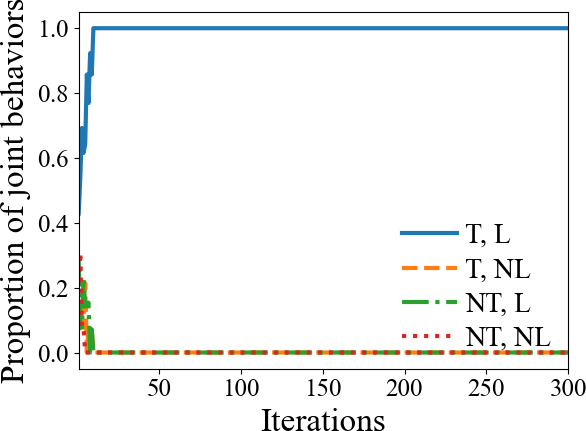 Proportion of joint behaviors
1.0
0.8
0.6
0.4
0.2
0.0
T, L
T, NL
NT, L
NT, NL
50 100 150 200 250 300
Iterations